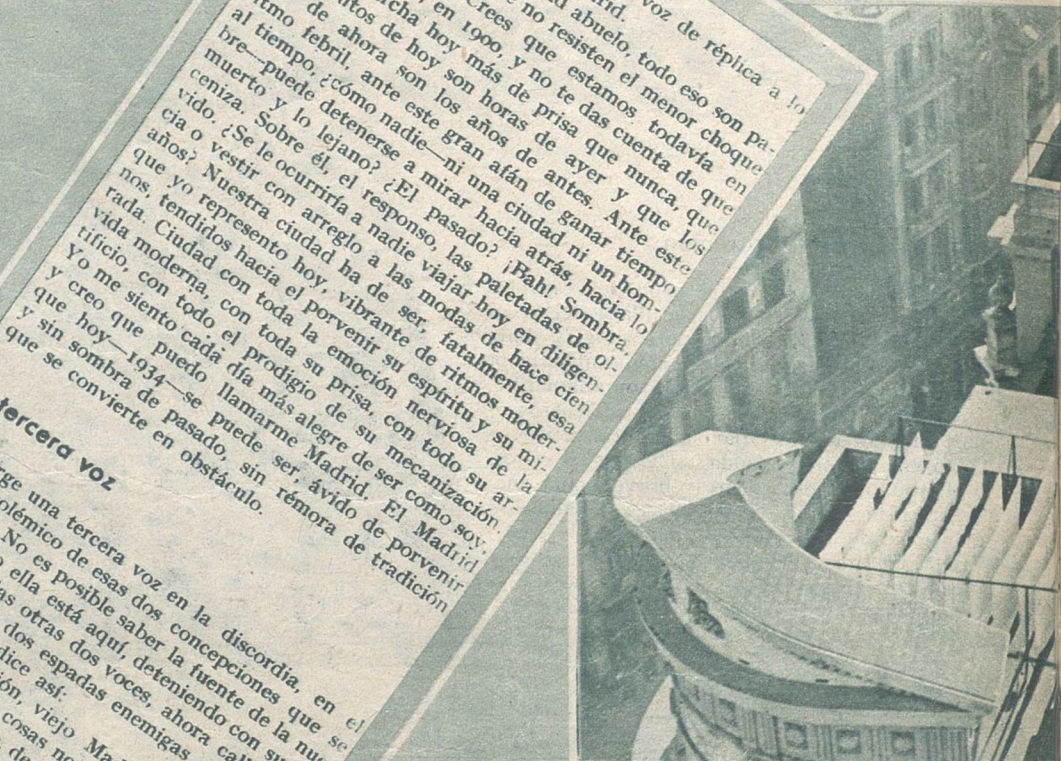 voz de réplica a lo
rid.
d abuelo, todo eso son pa-
e no resisten el menor choque
Crees que estamos todavía en
, en 1900, y no te das cuenta de que
cha hoy más de prisa que nunca, que
tos de hoy son horas de ayer y que los
de ahora son los años de antes. Ante este
tmo febril, ante este gran afán de ganar tiempo
al tiempo, ¿cómo nadie—ni una ciudad ni un hom-
bre—puede detenerse a mirar hacia atrás, hacia lo
muerto y lo lejano? ¿El pasado? ¡Bah! Sombra,
ceniza. Sobre él, el responso, las paletadas de ol-
vido. ¿Se le ocurriría a nadie viajar hoy en diligen-
cia o vestir con arreglo a las modas de hace cien
años? Nuestra ciudad ha de ser, fatalmente, esa
que yo represento hoy, vibrante de ritmos moder-
nos, tendidos hacia el porvenir su espíritu y su mi-
rada. Ciudad con toda la emoción nerviosa de la
vida moderna, con toda su prisa, con todo su ar-
tificio, con todo el prodigio de su mecanización.
Yo me siento cada día más alegre de ser como soy,
y creo que puedo llamarme Madrid. El Madrid
que hoy—1934—se puede ser, ávido de porvenir
y sin sombra de pasado, sin rémora de tradición
que se convierte en obstáculo.
tercera voz
rge una tercera voz en la discordia, en el
olémico de esas dos concepciones que se
No es posible saber la fuente de la nue
o ella está aquí, deteniendo con su
as otras dos voces, ahora cal
dos espadas enemigas
dice así:
ón, viejo Ma
cosas no
de